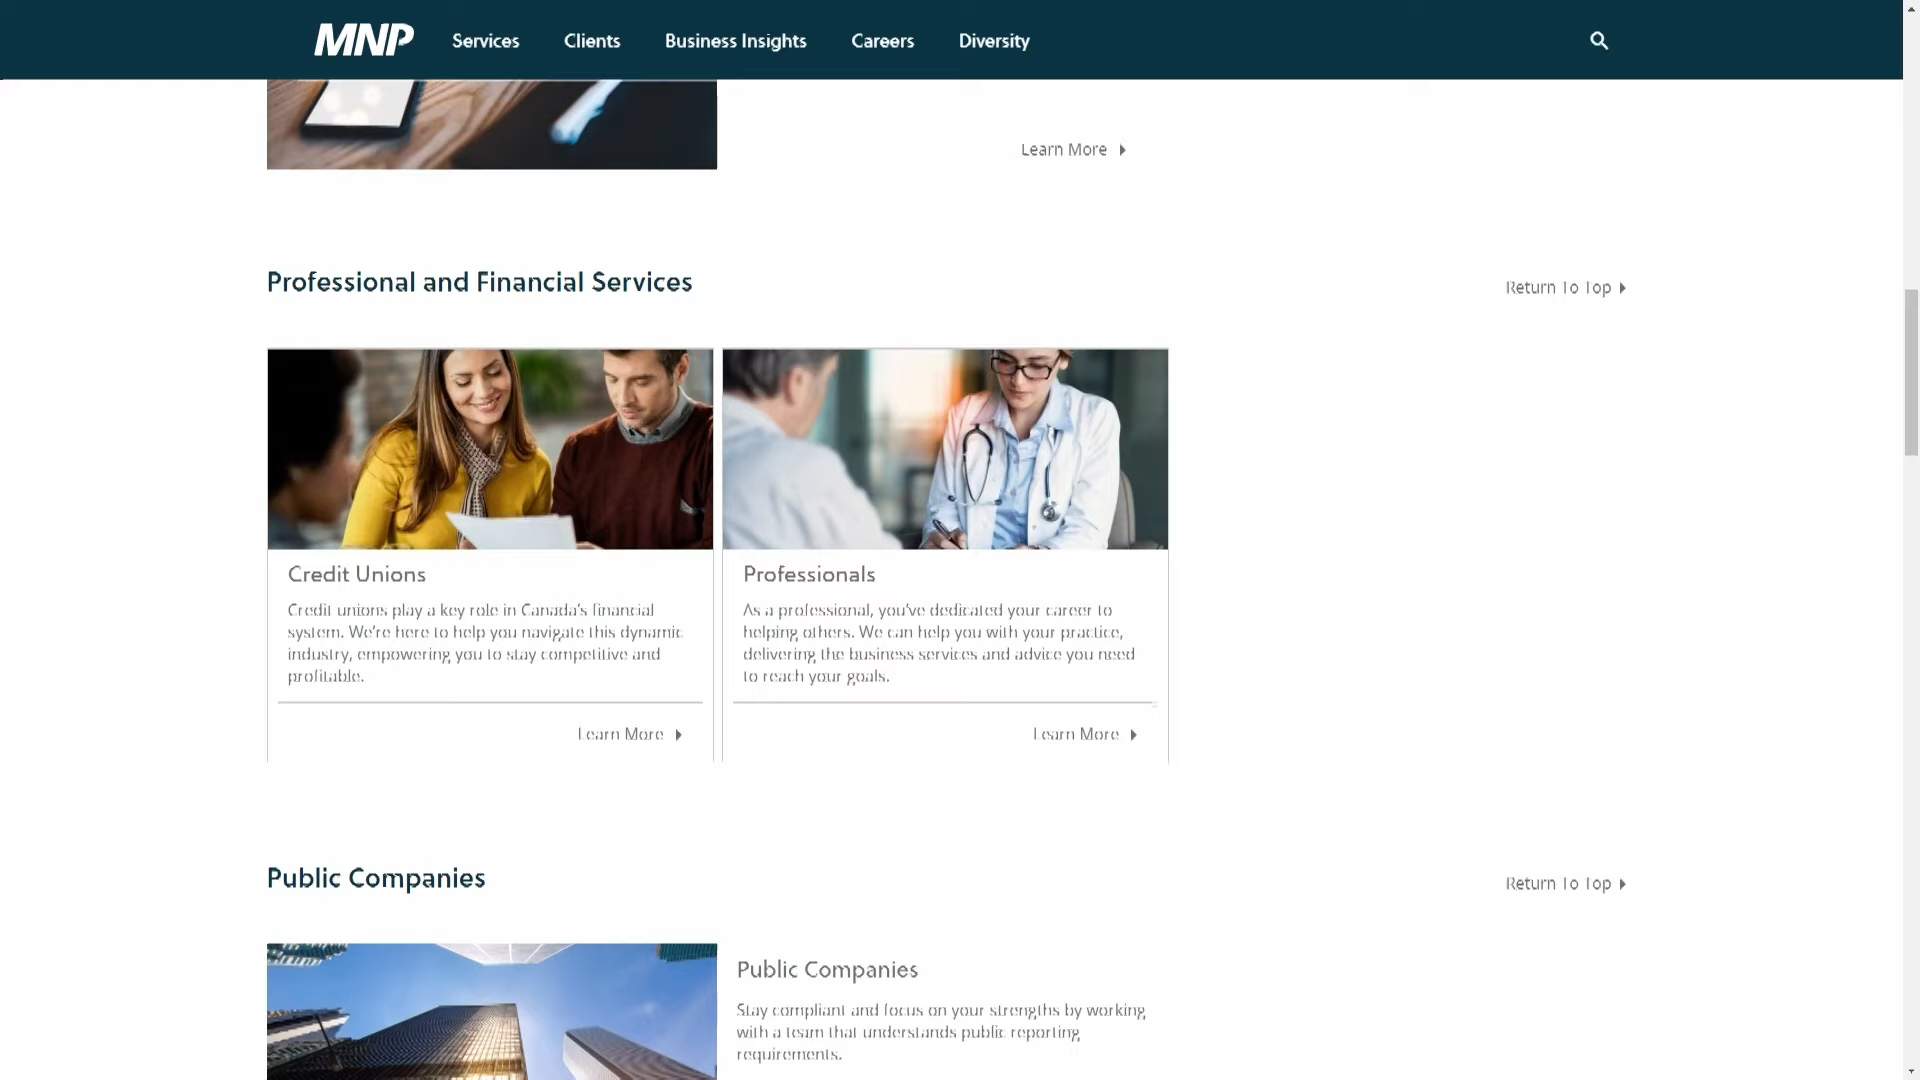 MNP Services Clients Business Insights Careers Diversity
Learn More
Professional and Financial Services
Return To Top
Credit Unions
Credit unions play a key role in Canada's financial
system. We're here to help you navigate this dynamic
industry, empowering you to stay competitive and
profitable.
Learn More
Professionals
As a professional, you've dedicated your career to
helping others. We can help you with your practice,
delivering the business services and advice you need
to reach your goals.
Learn More
Public Companies
Return To Top
Public Companies
Stay compliant and focus on your strengths by working
with a team that understands public reporting
requirements.